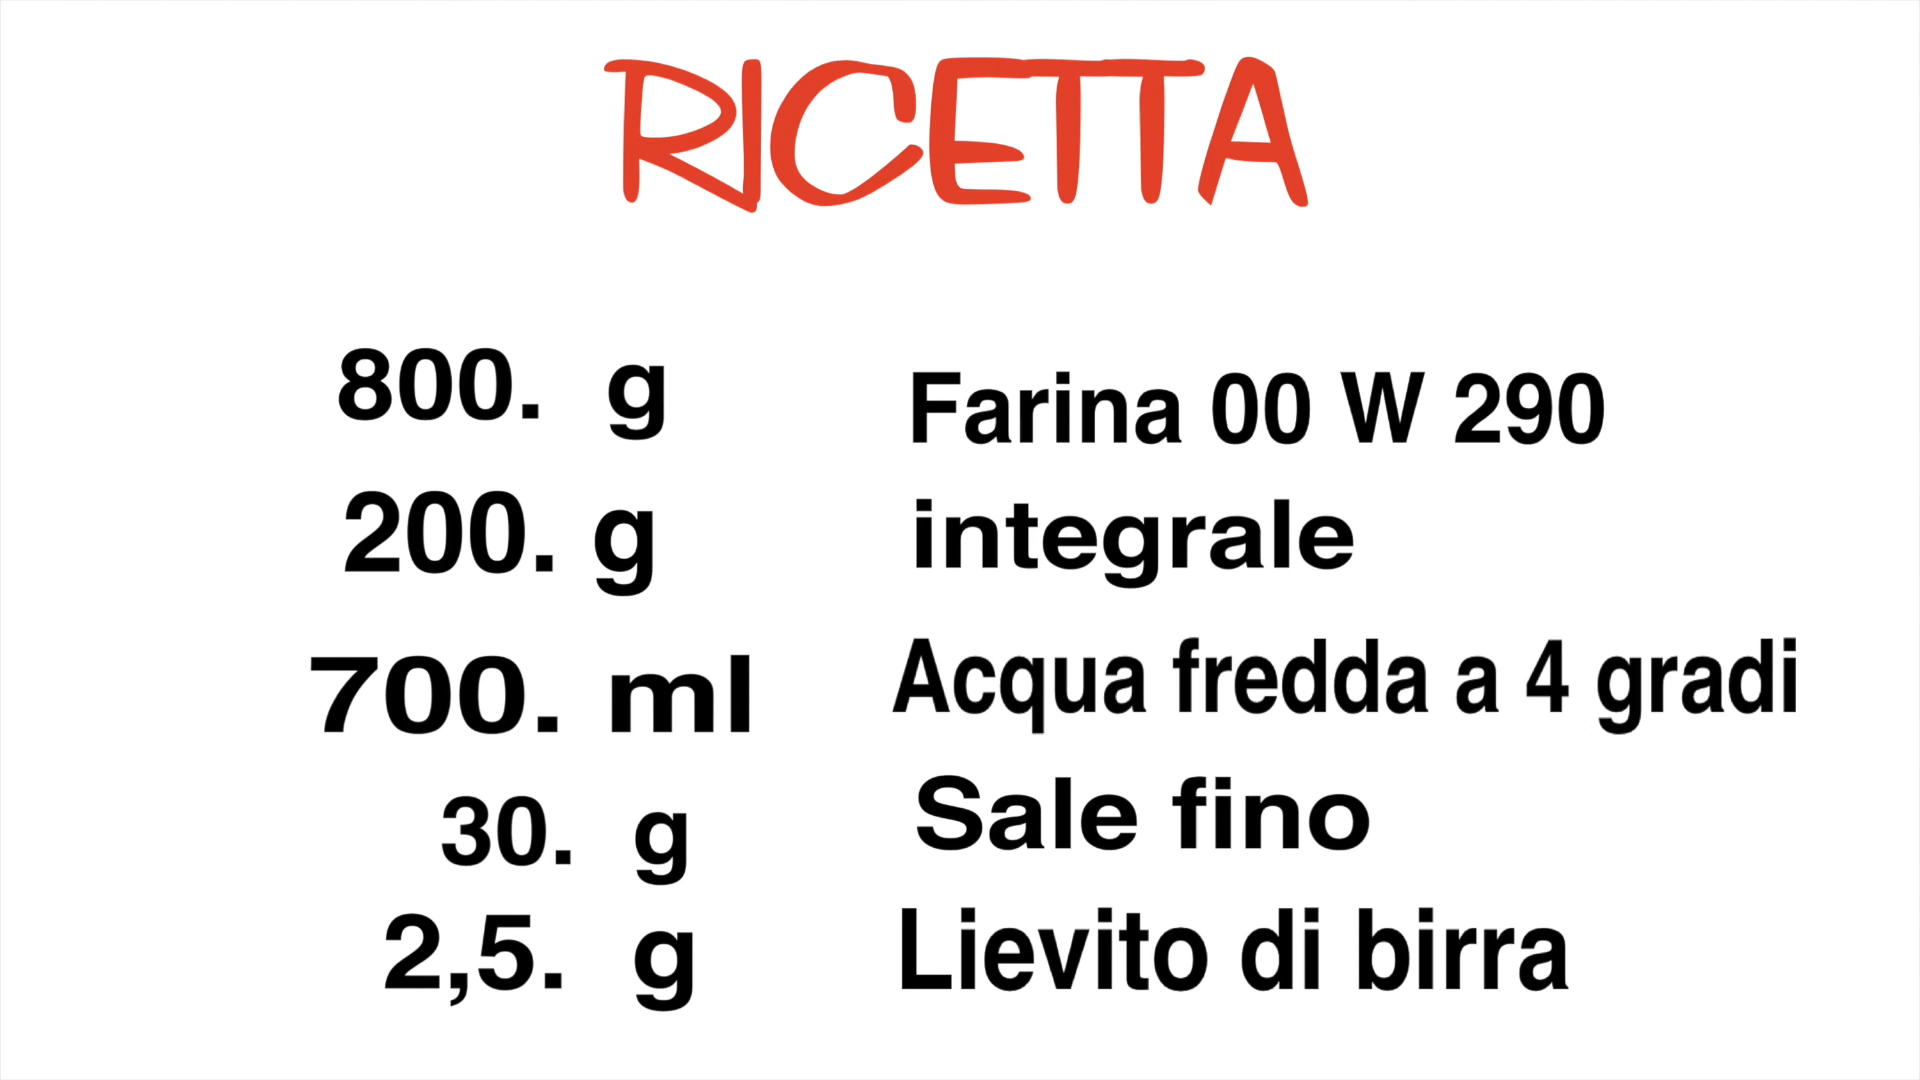 RICETTA
800. g Farina 00 W 290
200. g integrale
700. ml Acqua fredda a 4 gradi
30. g Sale fino
2,5. g Lievito di birra